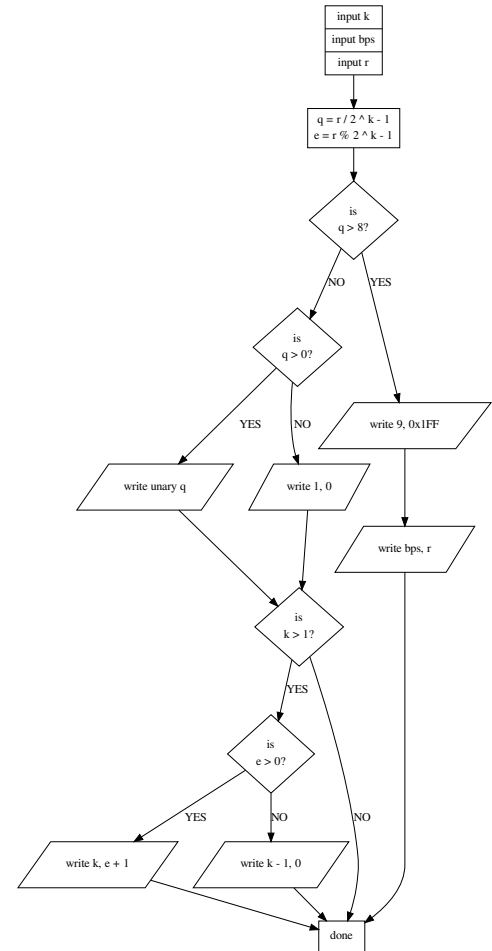 input k
input bps
input r
q = r / 2 ^ k - 1
e = r % 2 ^ k - 1
is
q > 8?
NO
YES
is
q > 0?
YES
NO
write 9, 0x1FF
write unary q
write 1, 0
write bps, r
is
k > 1?
YES
is
e > 0?
YES
NO
NO
write k, e + 1
write k - 1, 0
done